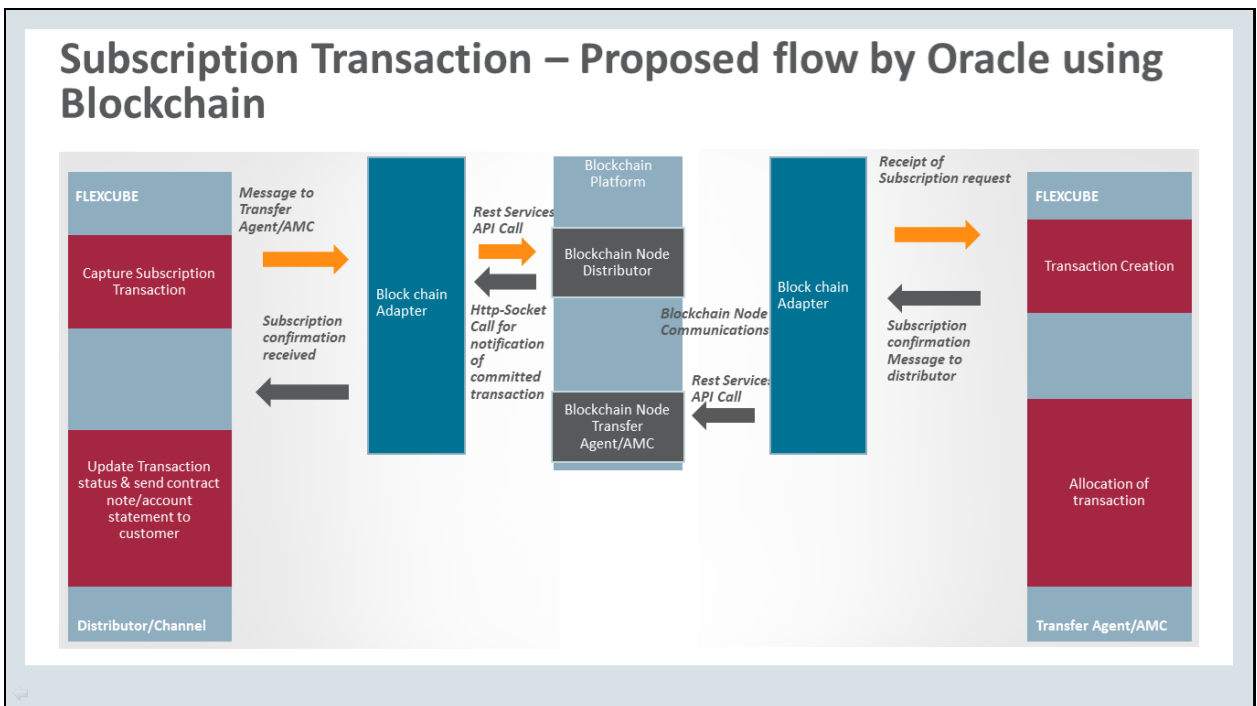 Subscription Transaction – Proposed flow by Oracle using
Blockchain
FLEXCUBE
Capture Subscription
Transaction
Update Transaction
status & send contract
note/account
statement to
customer
Distributor/Channel
Message to
Transfer
Agent/AMC
Subscription
confirmation
received
Block chain
Adapter
Rest Services
API Call
Http-Socket
Call for
notification
of
committed
transaction
Blockchain
Platform
Blockchain Node
Distributor
Blockchain Node
Transfer
Agent/AMC
Blockchain Node
Communications
Rest Services
API Call
Block chain
Adapter
Receipt of
Subscription request
Subscription
confirmation
Message to
distributor
FLEXCUBE
Transaction Creation
Allocation of
transaction
Transfer Agent/AMC